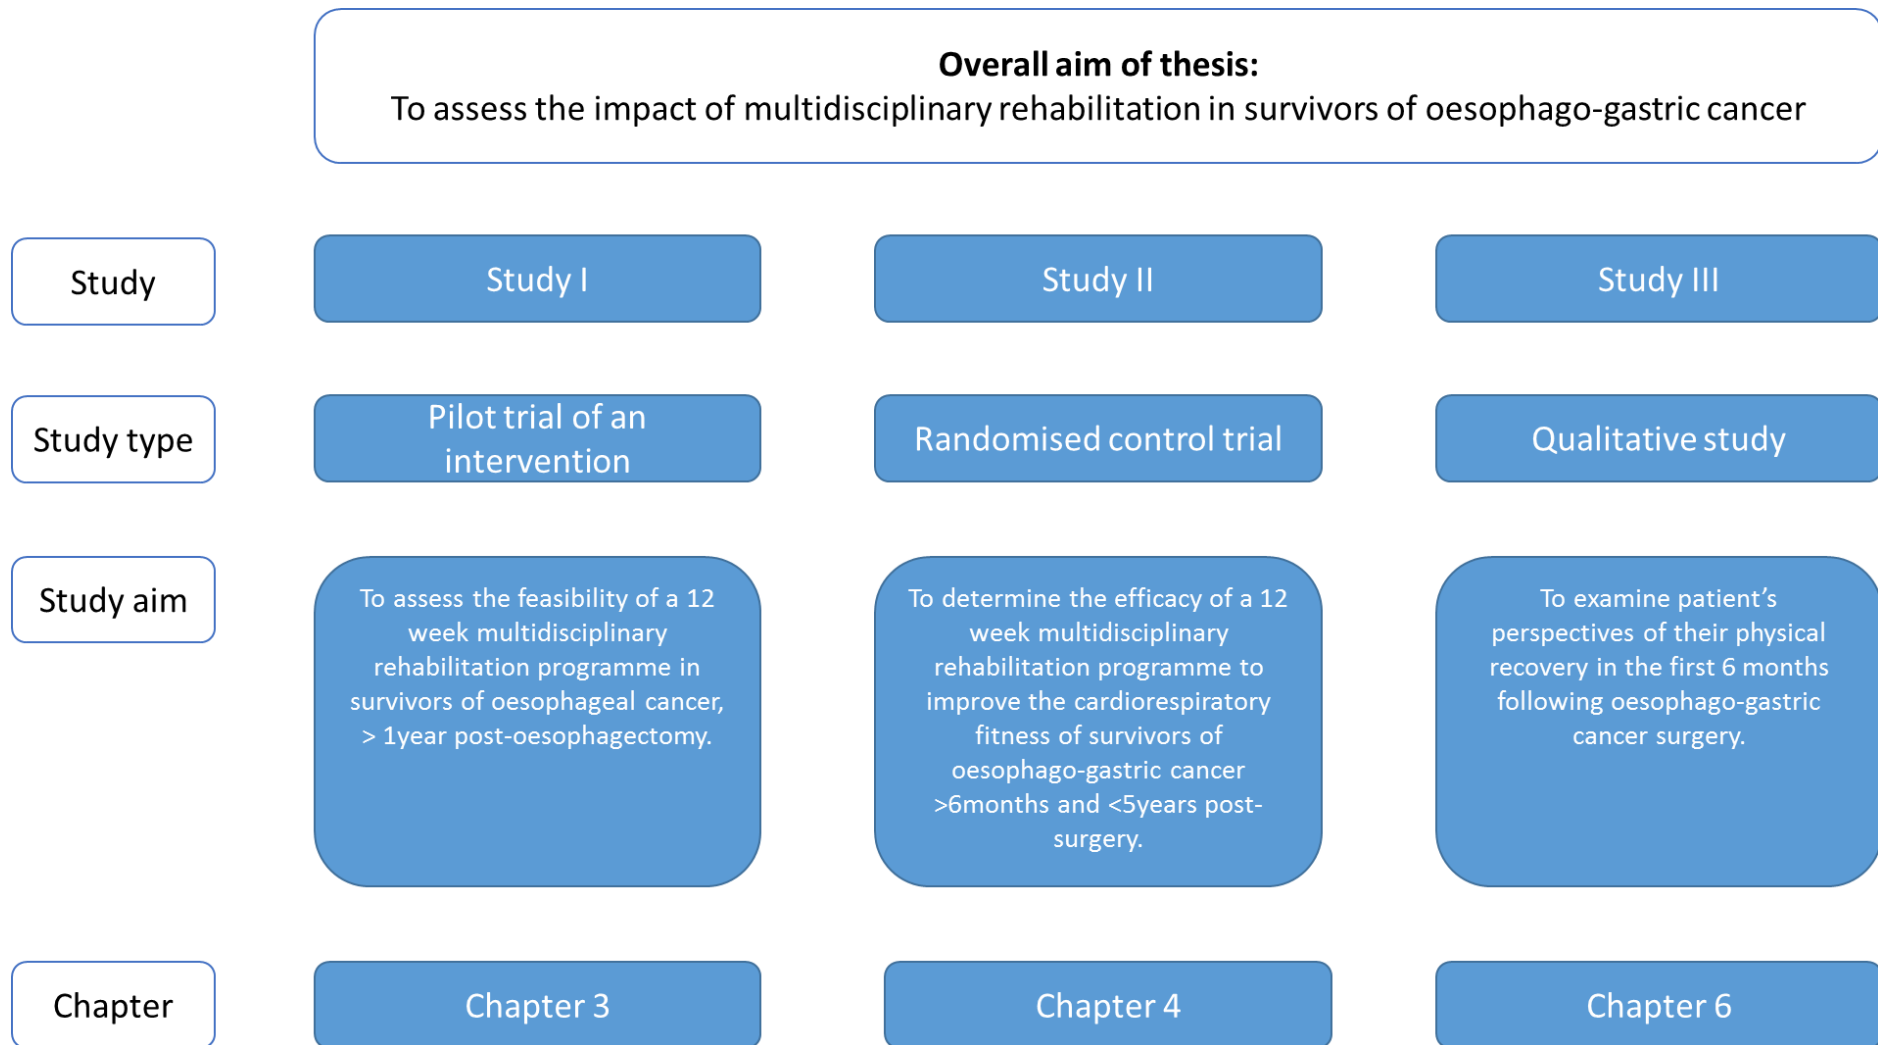 Overall aim of thesis:
To assess the impact of multidisciplinary rehabilitation in survivors of oesophago-gastric cancer
Study
Study I
Study II
Study III
Study type
Pilot trial of an
intervention
Randomised control trial
Qualitative study
Study aim
To assess the feasibility of a 12
week multidisciplinary
rehabilitation programme in
survivors of oesophageal cancer,
> 1year post-oesophagectomy.
To determine the efficacy of a 12
week multidisciplinary
rehabilitation programme to
improve the cardiorespiratory
fitness of survivors of
oesophago-gastric cancer
>6months and <5years post-
surgery.
To examine patient’s
perspectives of their physical
recovery in the first 6 months
following oesophago-gastric
cancer surgery.
Chapter
Chapter 3
Chapter 4
Chapter 6